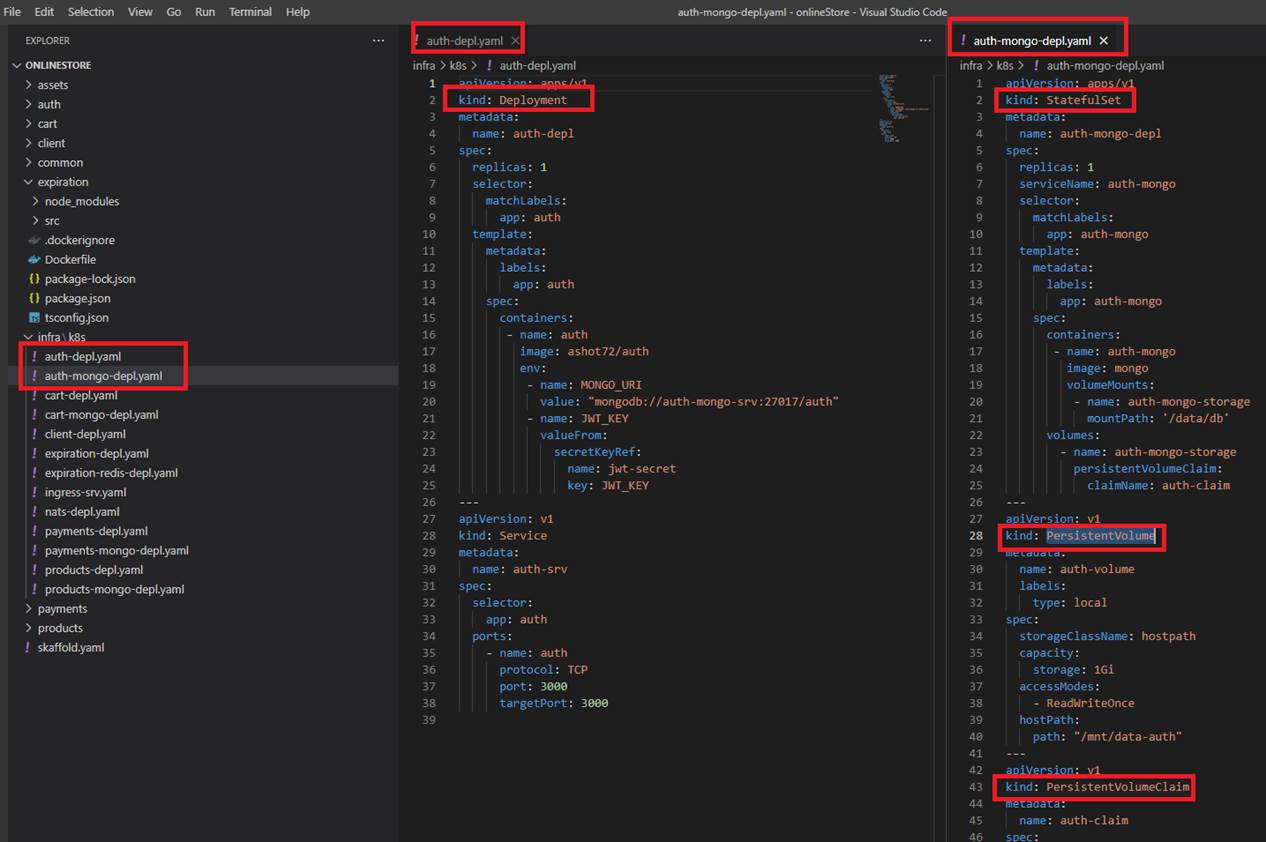 File Edit Selection View Go Run Terminal Help auth-mongo-depl.yaml - onlineStore - Visual Studio Code
EXPLORER ...
ONLINESTORE
assets
auth
cart
client
common
expiration
node_modules
src
.dockerignore
Dockerfile
{} package-lock.json
{} package.json
TS tsconfig.json
infra \ k8s
! auth-depl.yaml
! auth-mongo-depl.yaml
! cart-depl.yaml
! cart-mongo-depl.yaml
! client-depl.yaml
! expiration-depl.yaml
! expiration-redis-depl.yaml
! ingress-srv.yaml
! nats-depl.yaml
! payments-depl.yaml
! payments-mongo-depl.yaml
! products-depl.yaml
! products-mongo-depl.yaml
payments
products
! skaffold.yaml
! auth-depl.yaml × ...
infra > k8s > ! auth-depl.yaml
1 apiVersion: apps/v1
2 kind: Deployment
3 metadata:
4 name: auth-depl
5 spec:
6 replicas: 1
7 selector:
8 matchLabels:
9 app: auth
10 template:
11 metadata:
12 labels:
13 app: auth
14 spec:
15 containers:
16 - name: auth
17 image: ashot72/auth
18 env:
19 - name: MONGO_URI
20 value: "mongodb://auth-mongo-srv:27017/auth"
21 - name: JWT_KEY
22 valueFrom:
23 secretKeyRef:
24 name: jwt-secret
25 key: JWT_KEY
26 ---
27 apiVersion: v1
28 kind: Service
29 metadata:
30 name: auth-srv
31 spec:
32 selector:
33 app: auth
34 ports:
35 - name: auth
36 protocol: TCP
37 port: 3000
38 targetPort: 3000
39
! auth-mongo-depl.yaml ×
infra > k8s > ! auth-mongo-depl.yaml
1 apiVersion: apps/v1
2 kind: StatefulSet
3 metadata:
4 name: auth-mongo-depl
5 spec:
6 replicas: 1
7 serviceName: auth-mongo
8 selector:
9 matchLabels:
10 app: auth-mongo
11 template:
12 metadata:
13 labels:
14 app: auth-mongo
15 spec:
16 containers:
17 - name: auth-mongo
18 image: mongo
19 volumeMounts:
20 - name: auth-mongo-storage
21 mountPath: '/data/db'
22 volumes:
23 - name: auth-mongo-storage
24 persistentVolumeClaim:
25 claimName: auth-claim
26 ---
27 apiVersion: v1
28 kind: PersistentVolume
29 metadata:
30 name: auth-volume
31 labels:
32 type: local
33 spec:
34 storageClassName: hostpath
35 capacity:
36 storage: 1Gi
37 accessModes:
38 - ReadWriteOnce
39 hostPath:
40 path: "/mnt/data-auth"
41 ---
42 apiVersion: v1
43 kind: PersistentVolumeClaim
44 metadata:
45 name: auth-claim
46 spec: